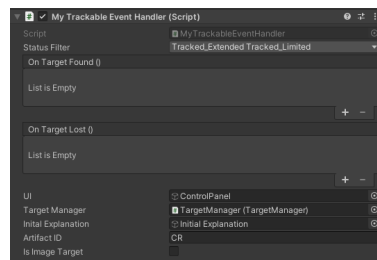 My Trackable Event Handler (Script)
Script MyTrackableEventHandler
Status Filter Tracked_Extended Tracked_Limited
On Target Found ()
List is Empty
+ -
On Target Lost ()
List is Empty
+ -
UI ControlPanel
Target Manager TargetManager (TargetManager)
Inital Explanation Initial Explanation
Artifact ID CR
Is Image Target